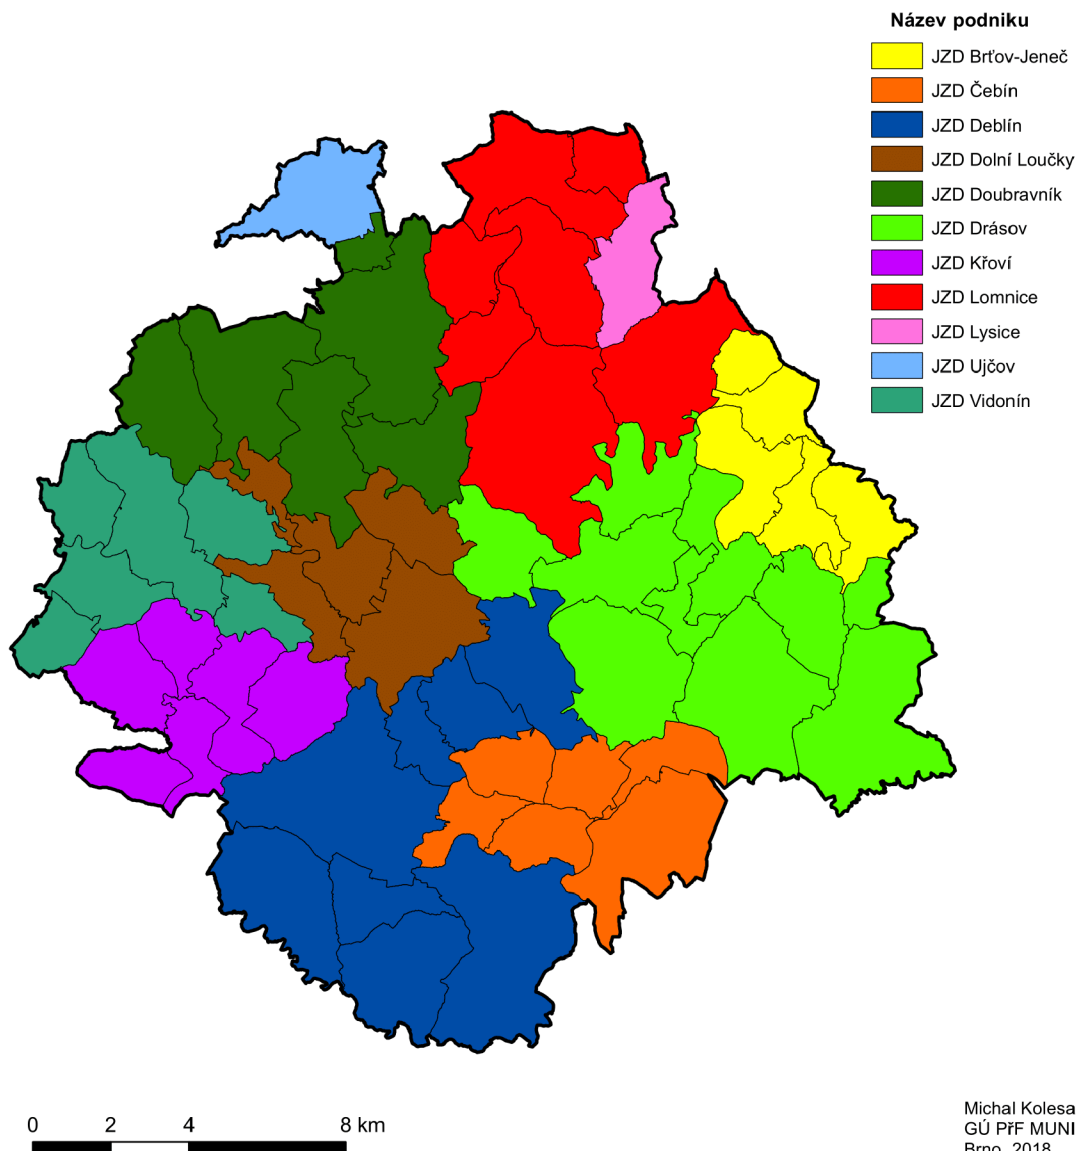 Název podniku
JZD Brťov-Jeneč
JZD Čebín
JZD Deblín
JZD Dolní Loučky
JZD Doubravník
JZD Drásov
JZD Křoví
JZD Lomnice
JZD Lysice
JZD Ujčov
JZD Vidonín
0 2 4 8 km
Michal Kolesa
GÚ PřF MUNI
Brno, 2018